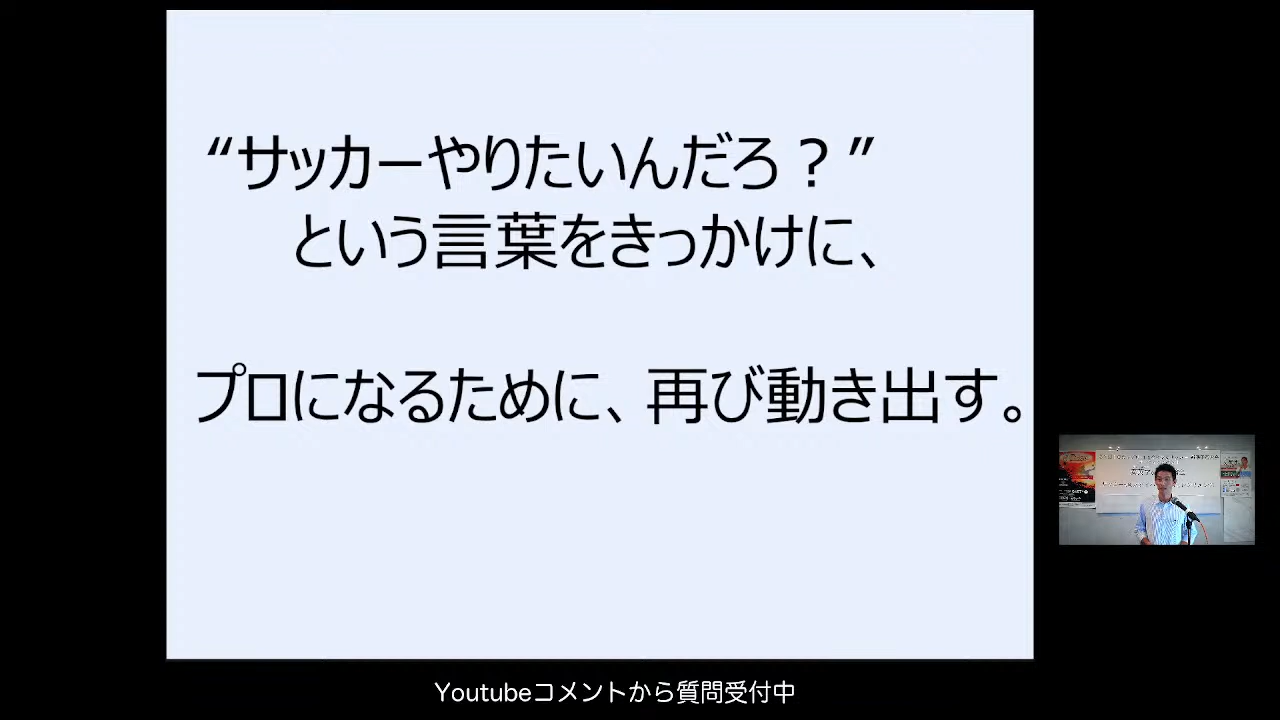 “サッカーやりたいんだろ？”
という言葉をきっかけに、
プロになるために、再び動き出す。
Youtubeコメントから質問受付中